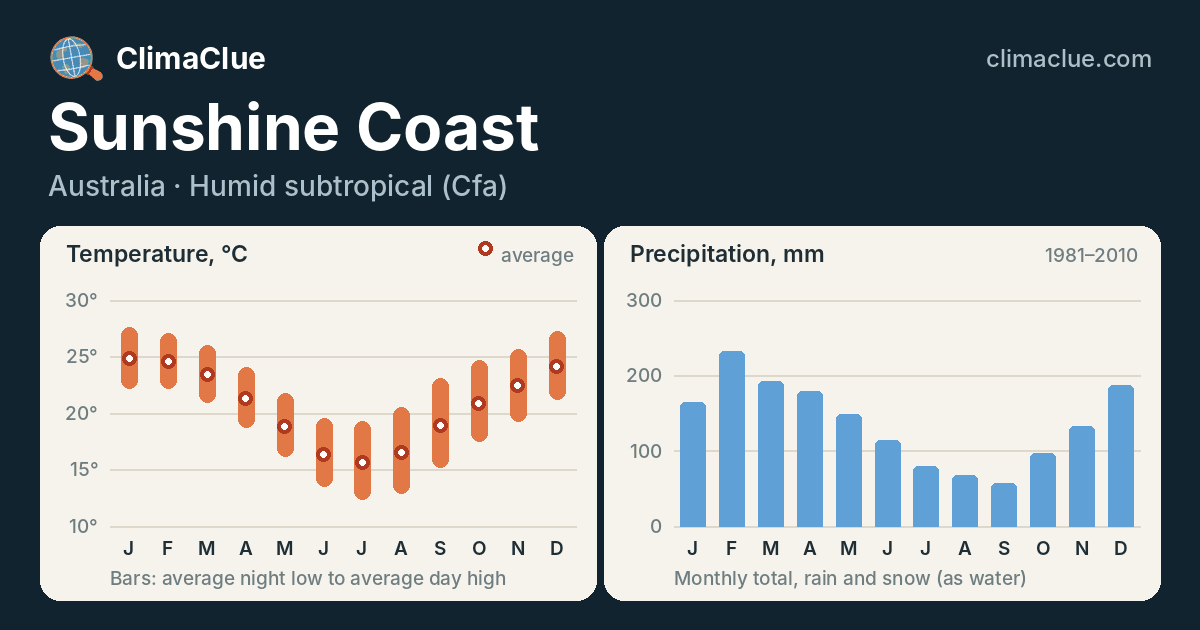 ClimaClue
climaclue.com
Sunshine Coast
Australia · Humid subtropical (Cfa)
Temperature, °C
average
30°
25°
20°
15°
10°
J F M A M J J A S O N D
Bars: average night low to average day high
Precipitation, mm
1981–2010
300
200
100
0
J F M A M J J A S O N D
Monthly total, rain and snow (as water)